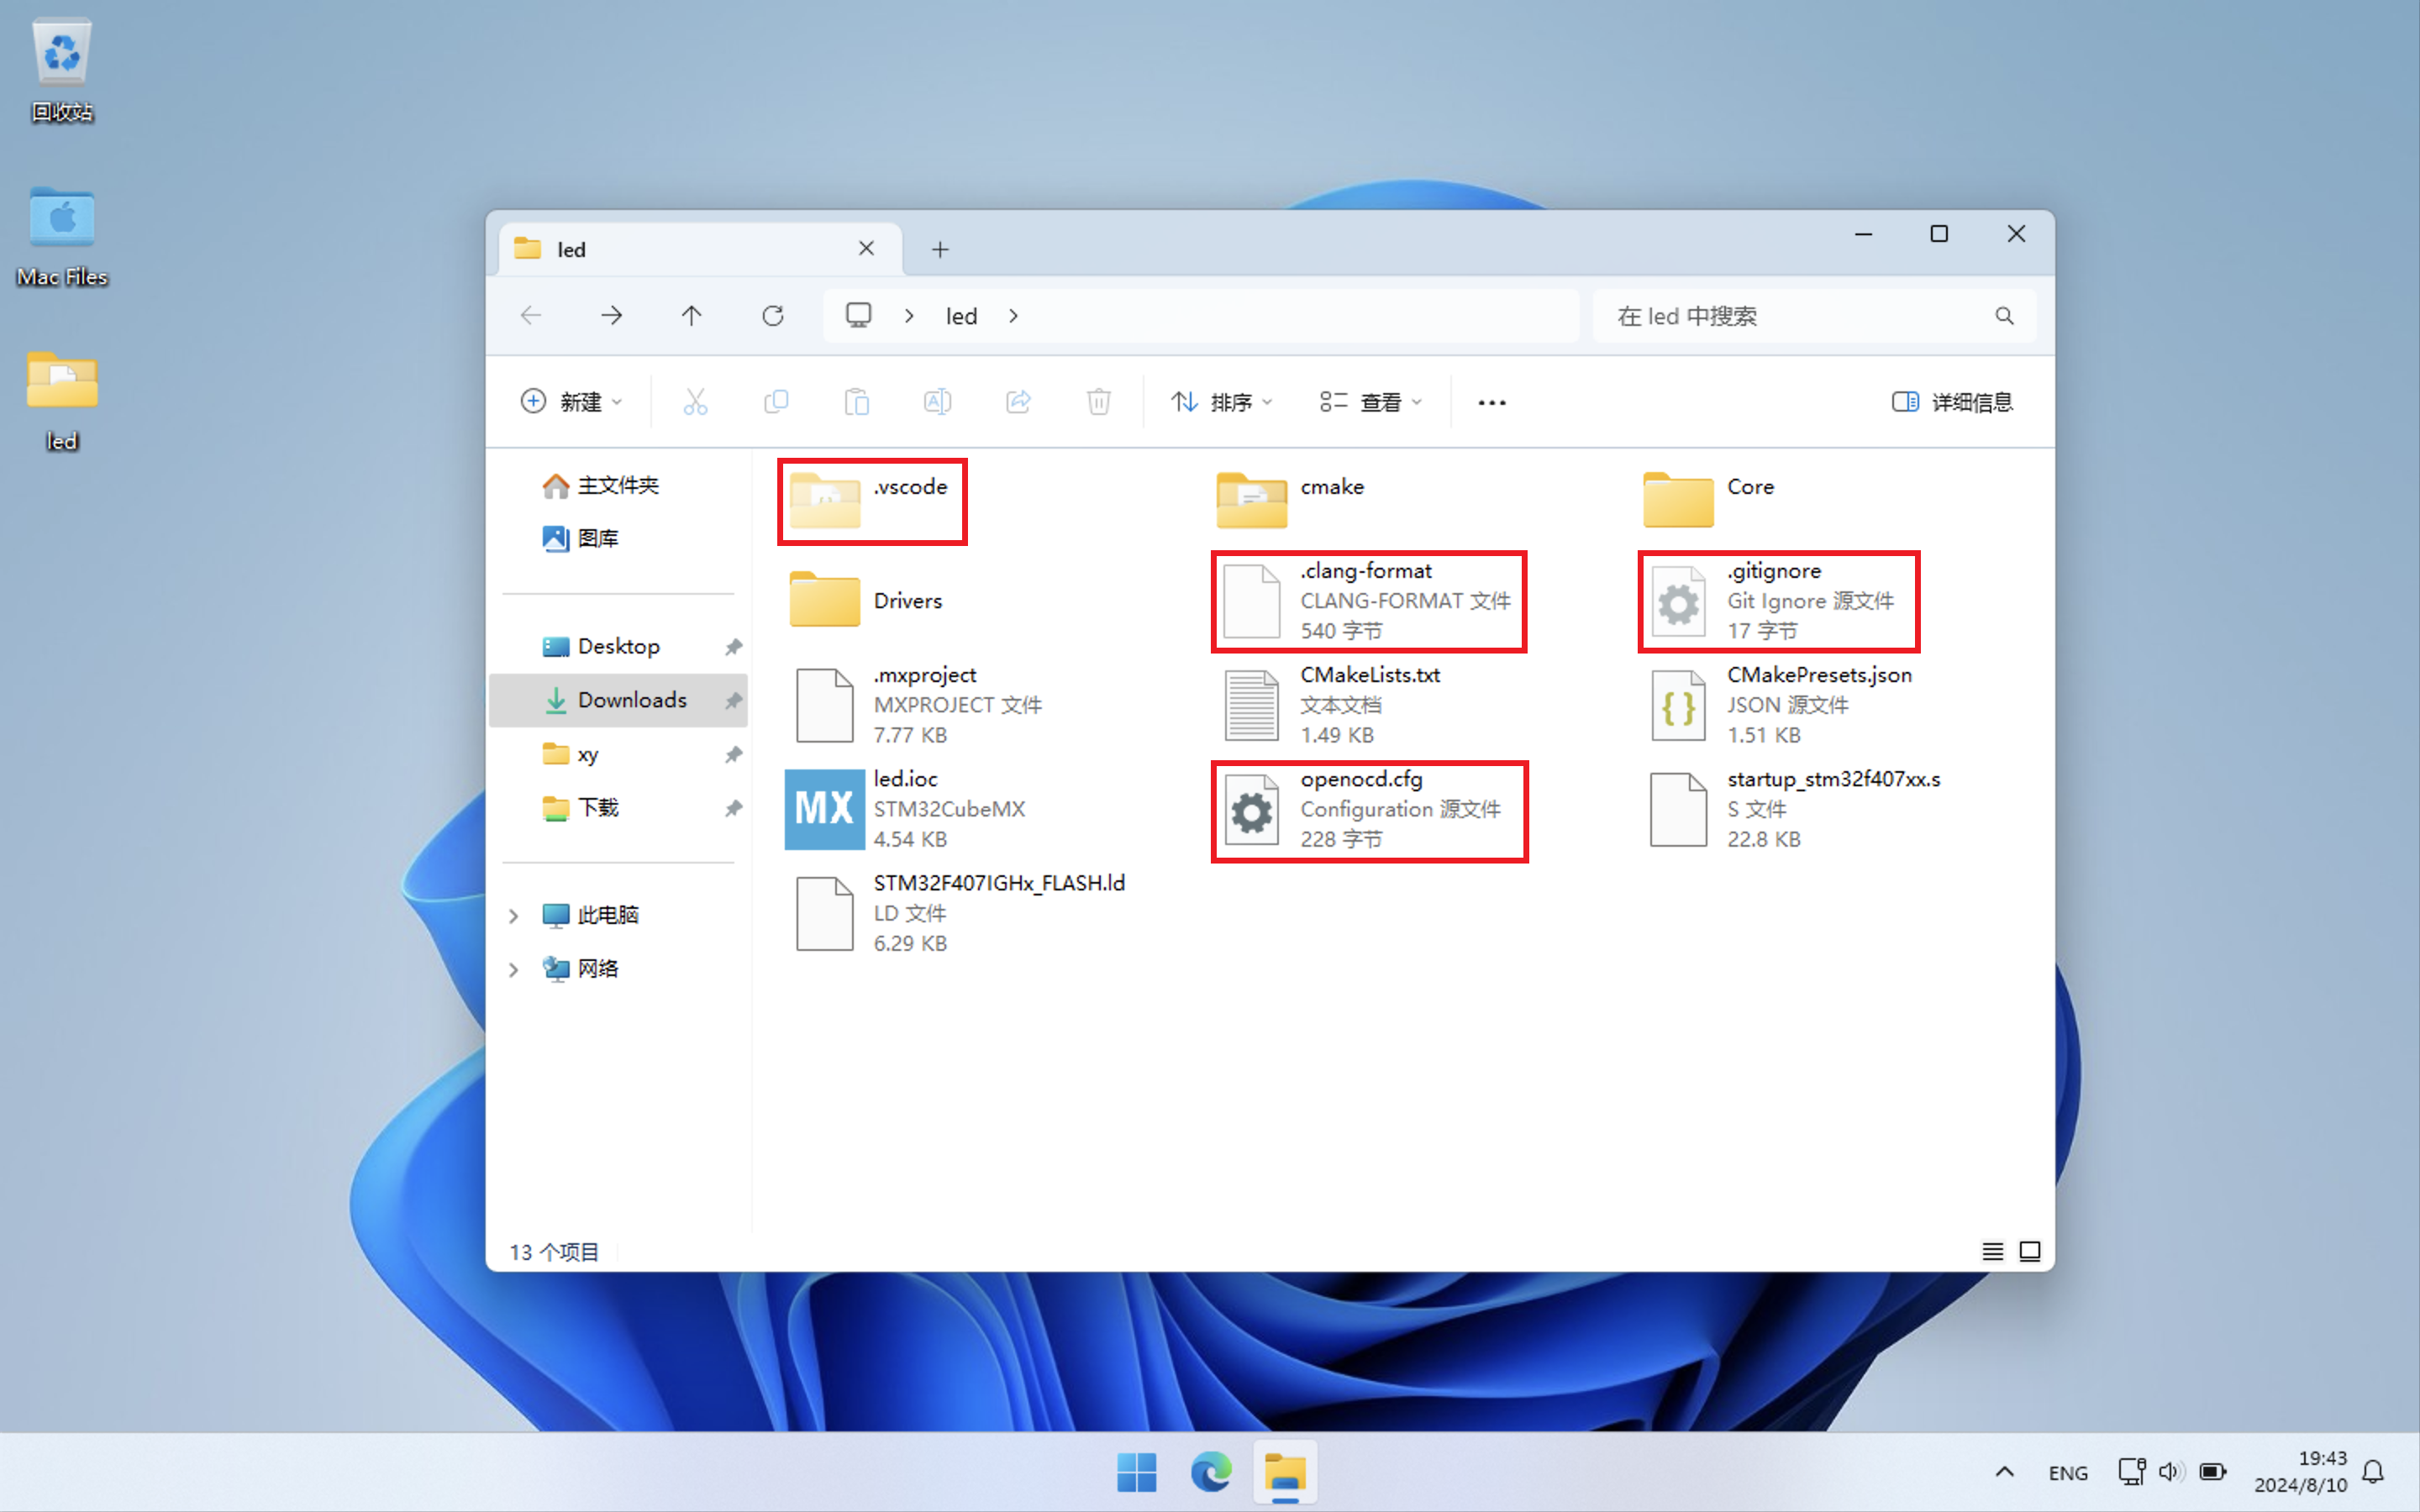 回收站
Mac Files
led
led
led
在 led 中搜索
新建
排序
查看
详细信息
主文件夹
图库
Desktop
Downloads
xy
下载
此电脑
网络
.vscode
cmake
Core
Drivers
.clang-format
CLANG-FORMAT 文件
540 字节
.gitignore
Git Ignore 源文件
17 字节
.mxproject
MXPROJECT 文件
7.77 KB
CMakeLists.txt
文本文档
1.49 KB
CMakePresets.json
JSON 源文件
1.51 KB
MX
led.ioc
STM32CubeMX
4.54 KB
openocd.cfg
Configuration 源文件
228 字节
startup_stm32f407xx.s
S 文件
22.8 KB
STM32F407IGHx_FLASH.ld
LD 文件
6.29 KB
13 个项目
ENG
19:43
2024/8/10